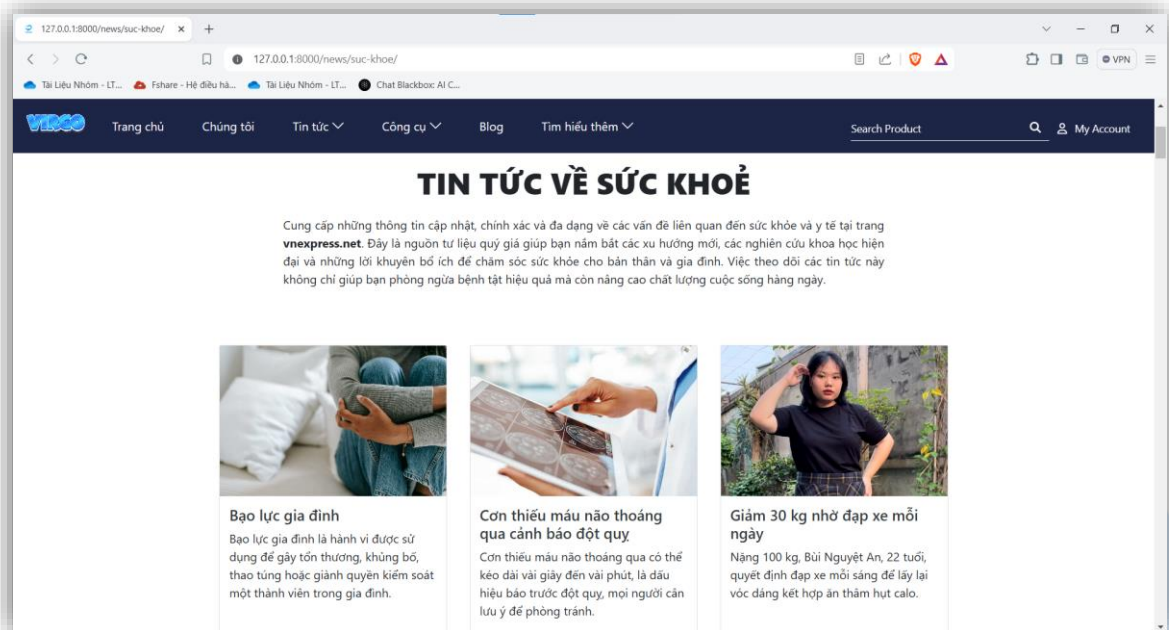 127.0.0.1:8000/news/suc-khoe/
127.0.0.1:8000/news/suc-khoe/
VPN
Tài Liệu Nhóm - LT...
Fshare - Hệ điều hà...
Tài Liệu Nhóm - LT...
Chat Blackbox: AI C...
VIRGO
Trang chủ
Chúng tôi
Tin tức
Công cụ
Blog
Tìm hiểu thêm
Search Product
My Account
TIN TỨC VỀ SỨC KHOẺ
Cung cấp những thông tin cập nhật, chính xác và đa dạng về các vấn đề liên quan đến sức khỏe và y tế tại trang
vnexpress.net. Đây là nguồn tư liệu quý giá giúp bạn nắm bắt các xu hướng mới, các nghiên cứu khoa học hiện
đại và những lời khuyên bổ ích để chăm sóc sức khỏe cho bản thân và gia đình. Việc theo dõi các tin tức này
không chỉ giúp bạn phòng ngừa bệnh tật hiệu quả mà còn nâng cao chất lượng cuộc sống hàng ngày.
Bạo lực gia đình
Bạo lực gia đình là hành vi được sử
dụng để gây tổn thương, khủng bố,
thao túng hoặc giành quyền kiểm soát
một thành viên trong gia đình.
Cơn thiếu máu não thoáng
qua cảnh báo đột quỵ
Cơn thiếu máu não thoáng qua có thể
kéo dài vài giây đến vài phút, là dấu
hiệu báo trước đột quỵ, mọi người cần
lưu ý để phòng tránh.
Giảm 30 kg nhờ đạp xe mỗi
ngày
Nặng 100 kg, Bùi Nguyệt An, 22 tuổi,
quyết định đạp xe mỗi sáng để lấy lại
vóc dáng kết hợp ăn thâm hụt calo.